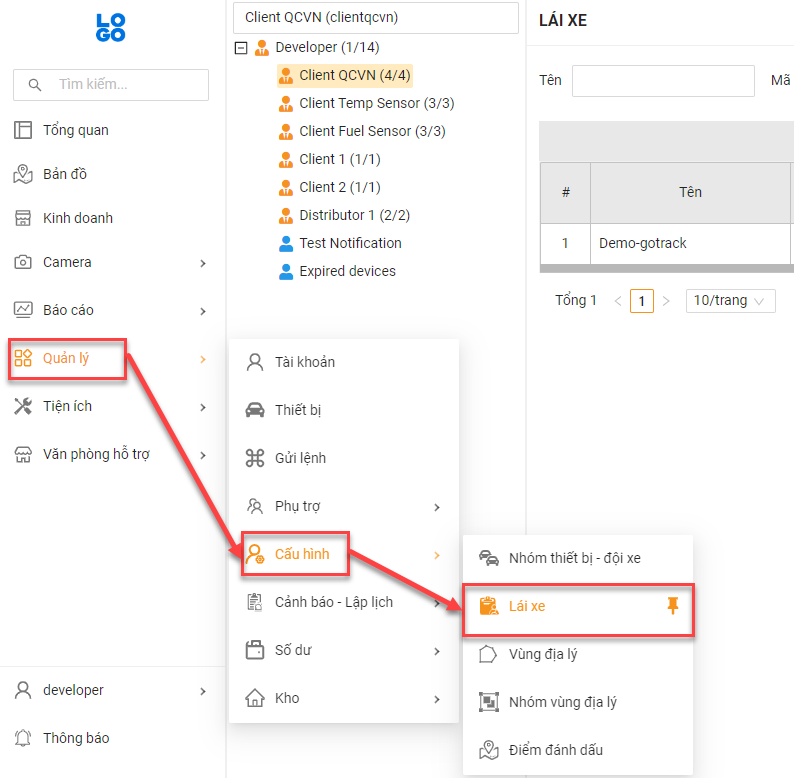 LO
GO
Tìm kiếm...
Tổng quan
Bản đồ
Kinh doanh
Camera
Báo cáo
Quản lý
Tiện ích
Văn phòng hỗ trợ
developer
Thông báo
Client QCVN (clientqcvn)
Developer (1/14)
Client QCVN (4/4)
Client Temp Sensor (3/3)
Client Fuel Sensor (3/3)
Client 1 (1/1)
Client 2 (1/1)
Distributor 1 (2/2)
Test Notification
Expired devices
Tài khoản
Thiết bị
Gửi lệnh
Phụ trợ
Cấu hình
Cảnh báo - Lập lịch
Số dư
Kho
Nhóm thiết bị - đội xe
Lái xe
Vùng địa lý
Nhóm vùng địa lý
Điểm đánh dấu
LÁI XE
Tên Mã
# Tên
1 Demo-gotrack
Tổng 1 < 1 > 10/trang